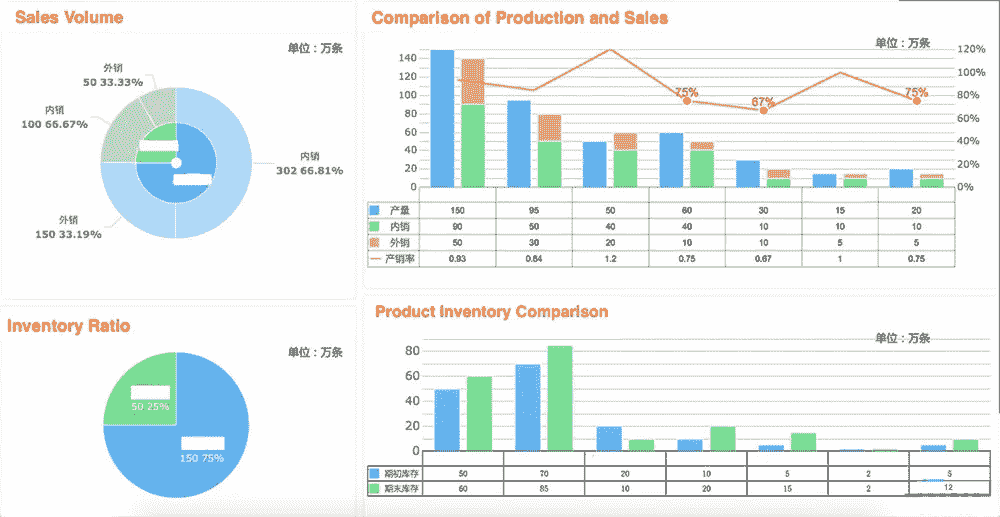 Sales Volume
单位：万条
外销
50 33.33%
内销
100 66.67%
内销
302 66.81%
外销
150 33.19%
Comparison of Production and Sales
单位：万条
140
120
100
80
60
40
20
0
120%
100%
80%
60%
40%
20%
0%
75%
67%
75%
产量 150 95 50 60 30 15 20
内销 90 50 40 40 10 10 10
外销 50 30 20 10 10 5 5
产销率 0.93 0.84 1.2 0.75 0.67 1 0.75
Inventory Ratio
单位：万条
50 25%
150 75%
Product Inventory Comparison
单位：万条
80
60
40
20
0
期初库存 50 70 20 10 5 2 5
期末库存 60 85 10 20 15 2 12